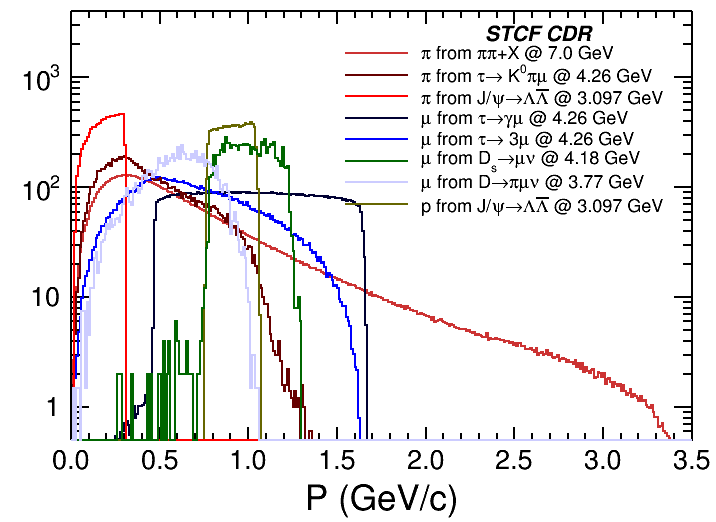 STCF CDR
π from ππ+X @ 7.0 GeV
π from τ→ K⁰πμ @ 4.26 GeV
π from J/ψ→ΛΛ̅ @ 3.097 GeV
μ from τ→γμ @ 4.26 GeV
μ from τ→ 3μ @ 4.26 GeV
μ from Dₛ→μν @ 4.18 GeV
μ from D→πμν @ 3.77 GeV
p from J/ψ→ΛΛ̅ @ 3.097 GeV
10³
10²
10
1
0.0 0.5 1.0 1.5 2.0 2.5 3.0 3.5
P (GeV/c)